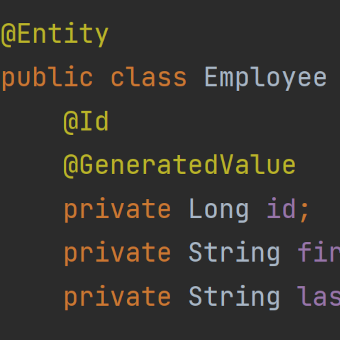 @Entity
public class Employee
@Id
@GeneratedValue
private Long id;
private String fir
private String las